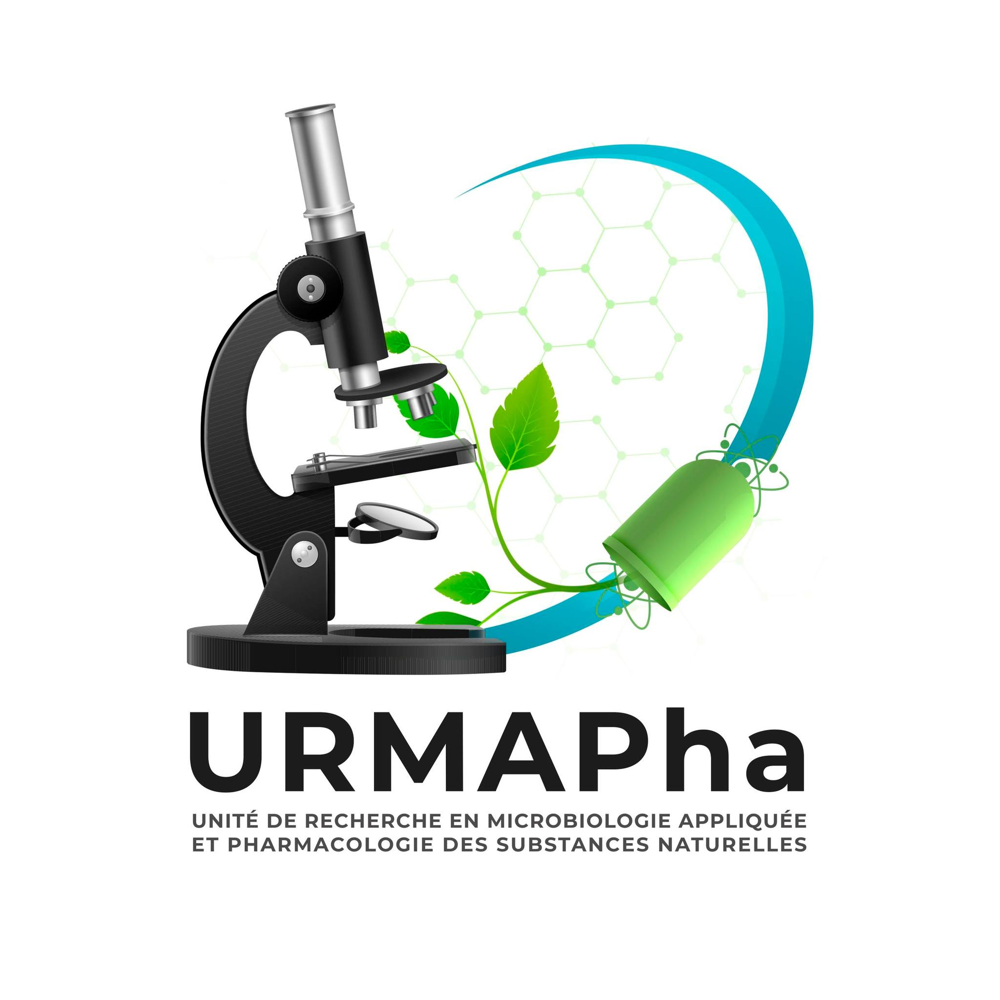 URMAPha
UNITÉ DE RECHERCHE EN MICROBIOLOGIE APPLIQUÉE
ET PHARMACOLOGIE DES SUBSTANCES NATURELLES